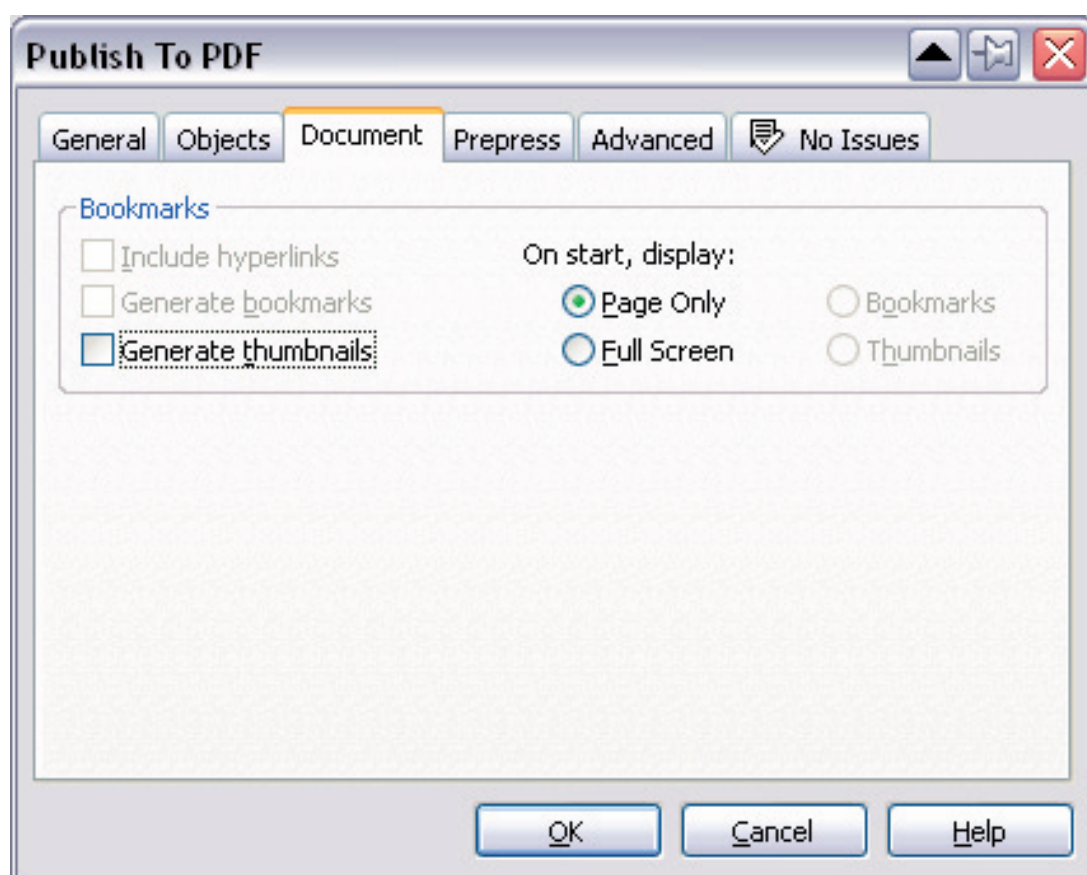 Publish To PDF
General Objects Document Prepress Advanced No Issues
Bookmarks
Include hyperlinks On start, display:
Generate bookmarks Page Only Bookmarks
Generate thumbnails Full Screen Thumbnails
OK Cancel Help